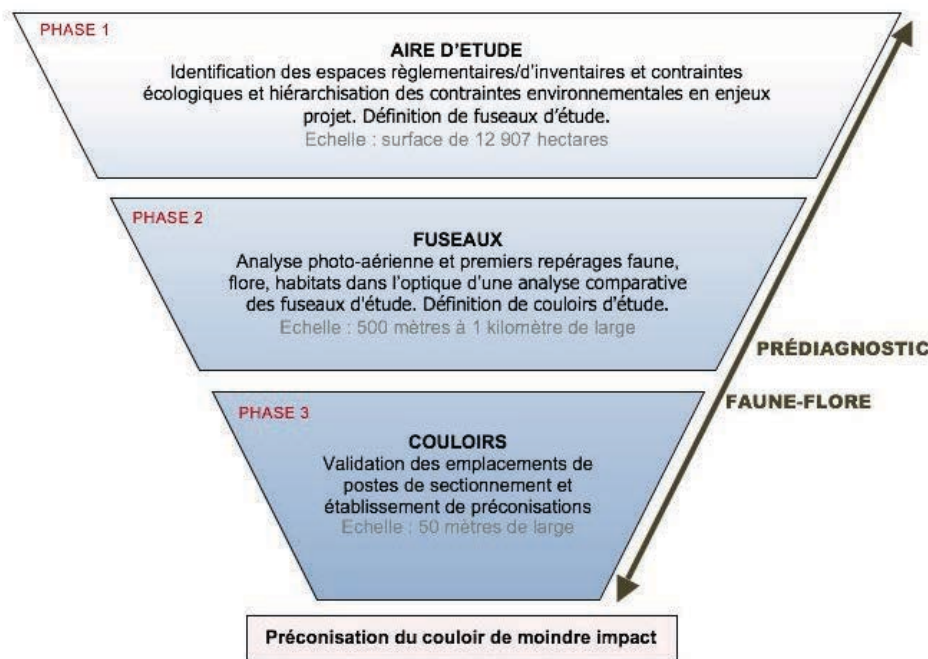 PHASE 1
AIRE D'ETUDE
Identification des espaces règlementaires/d'inventaires et contraintes
écologiques et hiérarchisation des contraintes environnementales en enjeux
projet. Définition de fuseaux d'étude.
Echelle : surface de 12 907 hectares
PHASE 2
FUSEAUX
Analyse photo-aérienne et premiers repérages faune,
flore, habitats dans l'optique d'une analyse comparative
des fuseaux d'étude. Définition de couloirs d'étude.
Echelle : 500 mètres à 1 kilomètre de large
PRÉDIAGNOSTIC
FAUNE-FLORE
PHASE 3
COULOIRS
Validation des emplacements de
postes de sectionnement et
établissement de préconisations
Echelle : 50 mètres de large
Préconisation du couloir de moindre impact